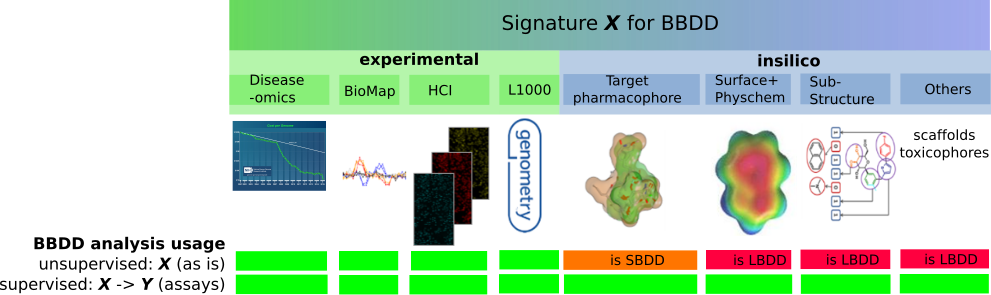 Signature X for BBDD
experimental
insilico
Disease
-omics
BioMap
HCI
L1000
Target
pharmacophore
Surface+
Physchem
Sub-
Structure
Others
genometry
scaffolds
toxicophores
BBDD analysis usage
unsupervised: X (as is)
is SBDD
is LBDD
is LBDD
is LBDD
supervised: X -> Y (assays)